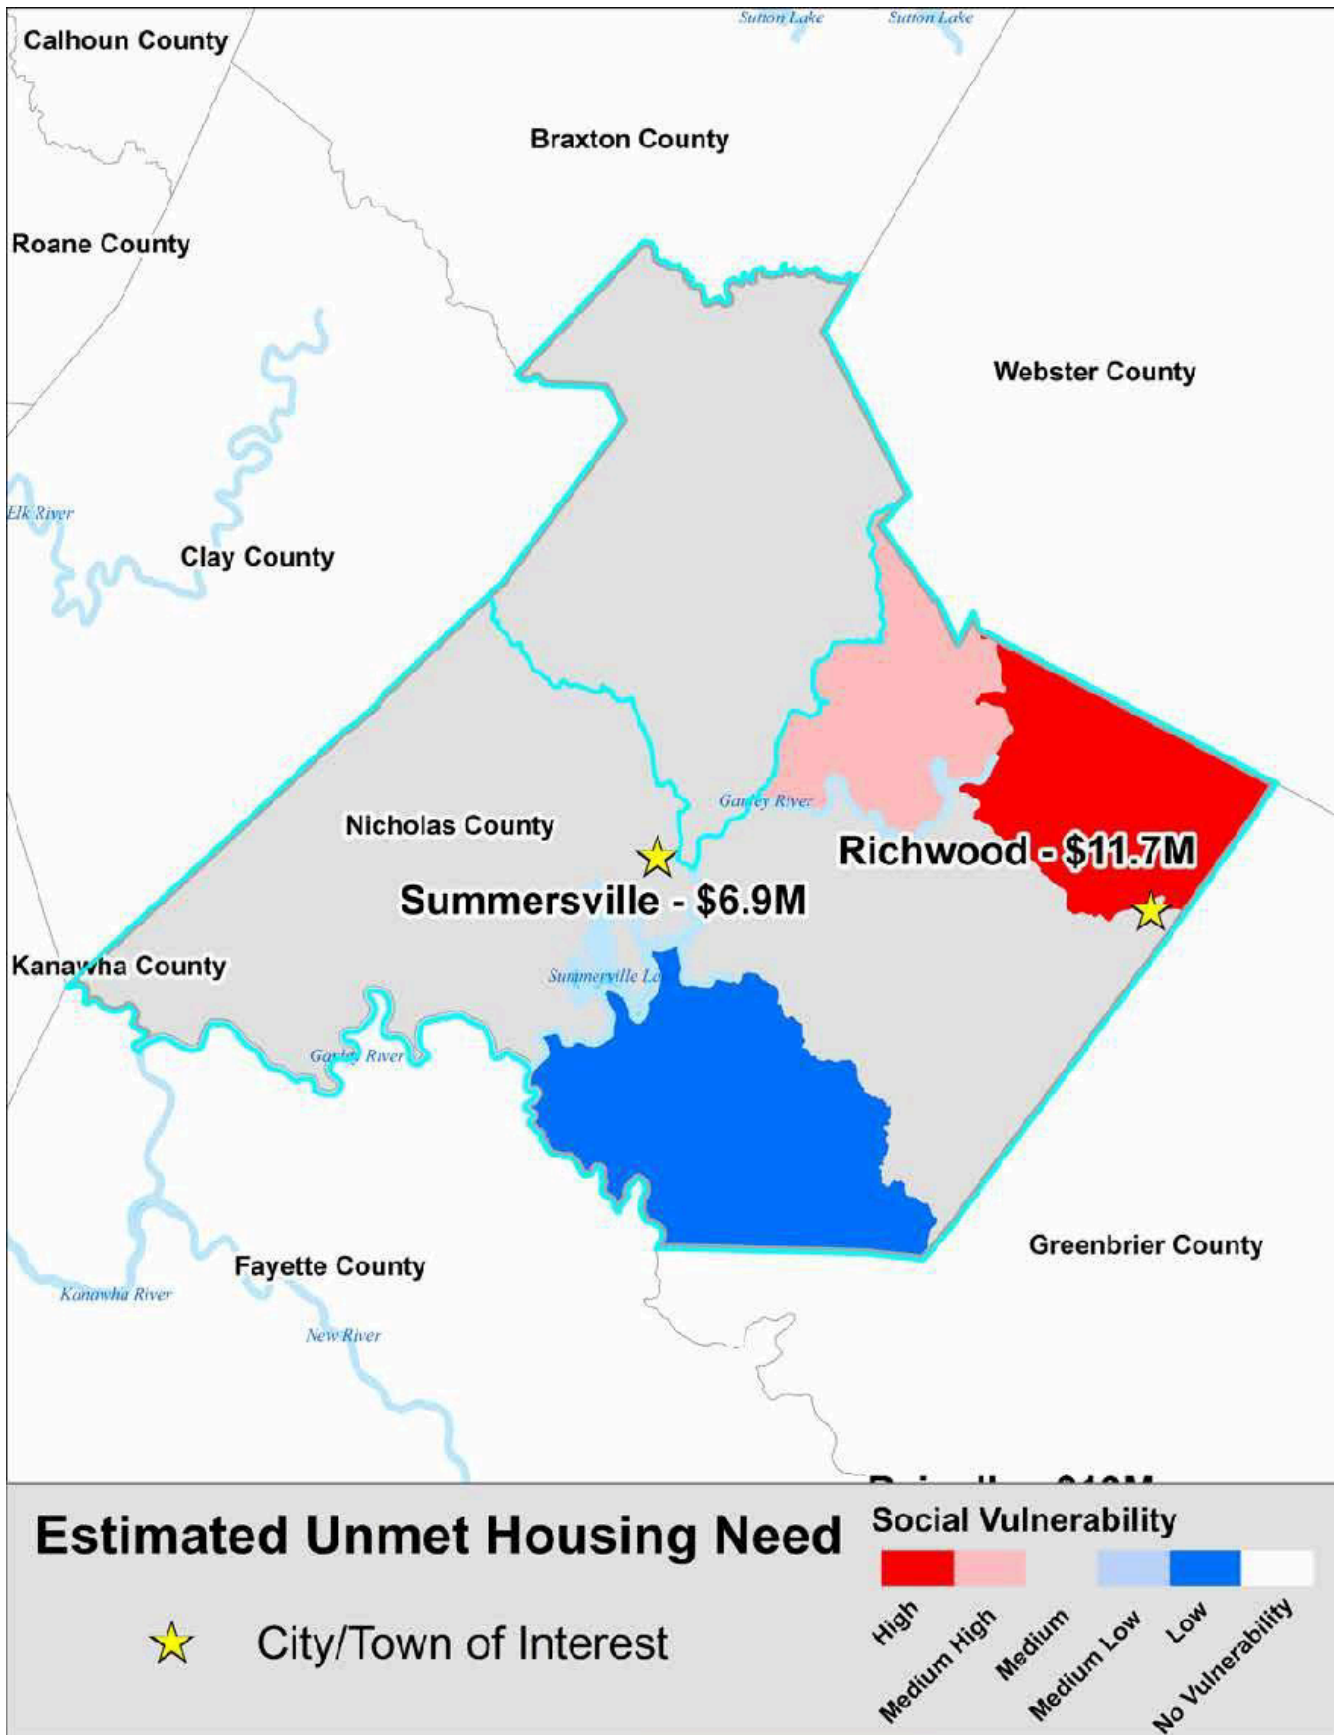 Sutton Lake
Sutton Lake
Calhoun County
Braxton County
Roane County
Webster County
Elk River
Clay County
Gauley River
Nicholas County
Richwood - $11.7M
Summersville - $6.9M
Kanawha County
Summerville
Gauley River
Greenbrier County
Fayette County
Kanawha River
New River
Estimated Unmet Housing Need
City/Town of Interest
Social Vulnerability
High
Medium High
Medium
Medium Low
Low
No Vulnerability